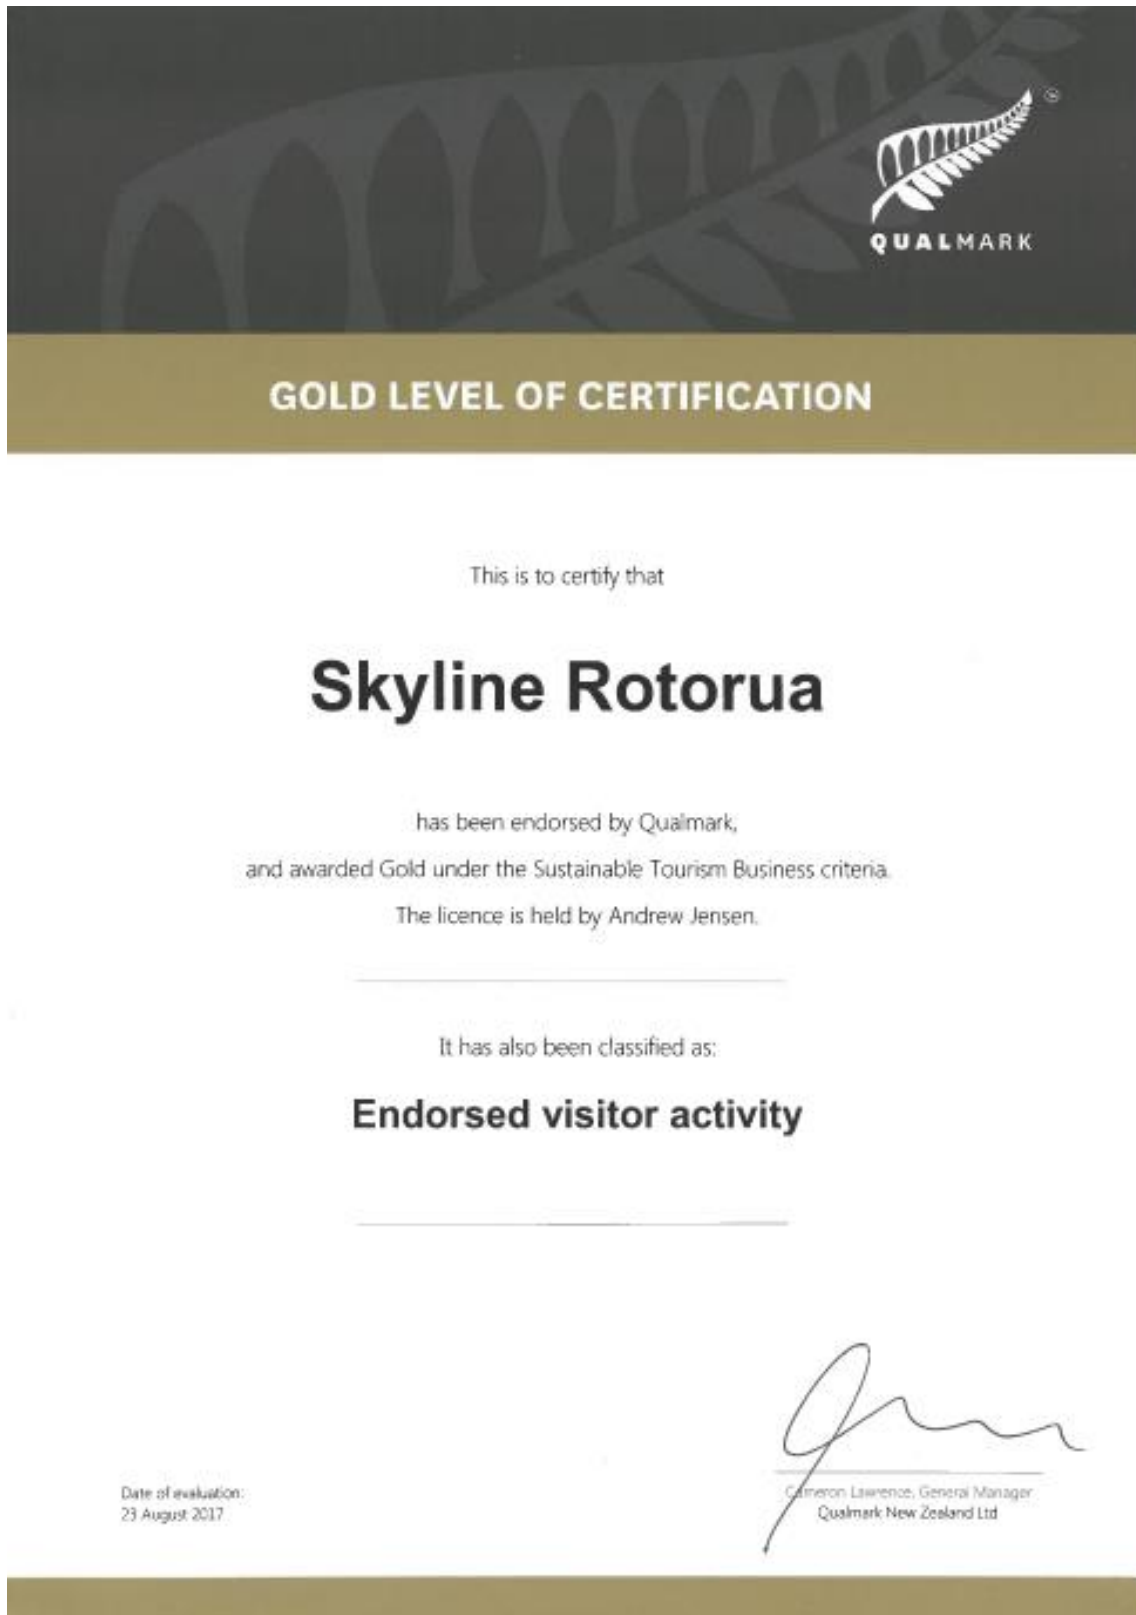 QUALMARK
GOLD LEVEL OF CERTIFICATION
This is to certify that
Skyline Rotorua
has been endorsed by Qualmark,
and awarded Gold under the Sustainable Tourism Business criteria.
The licence is held by Andrew Jensen.
It has also been classified as:
Endorsed visitor activity
Date of evaluation:
23 August 2017
Cameron Lawrence, General Manager
Qualmark New Zealand Ltd